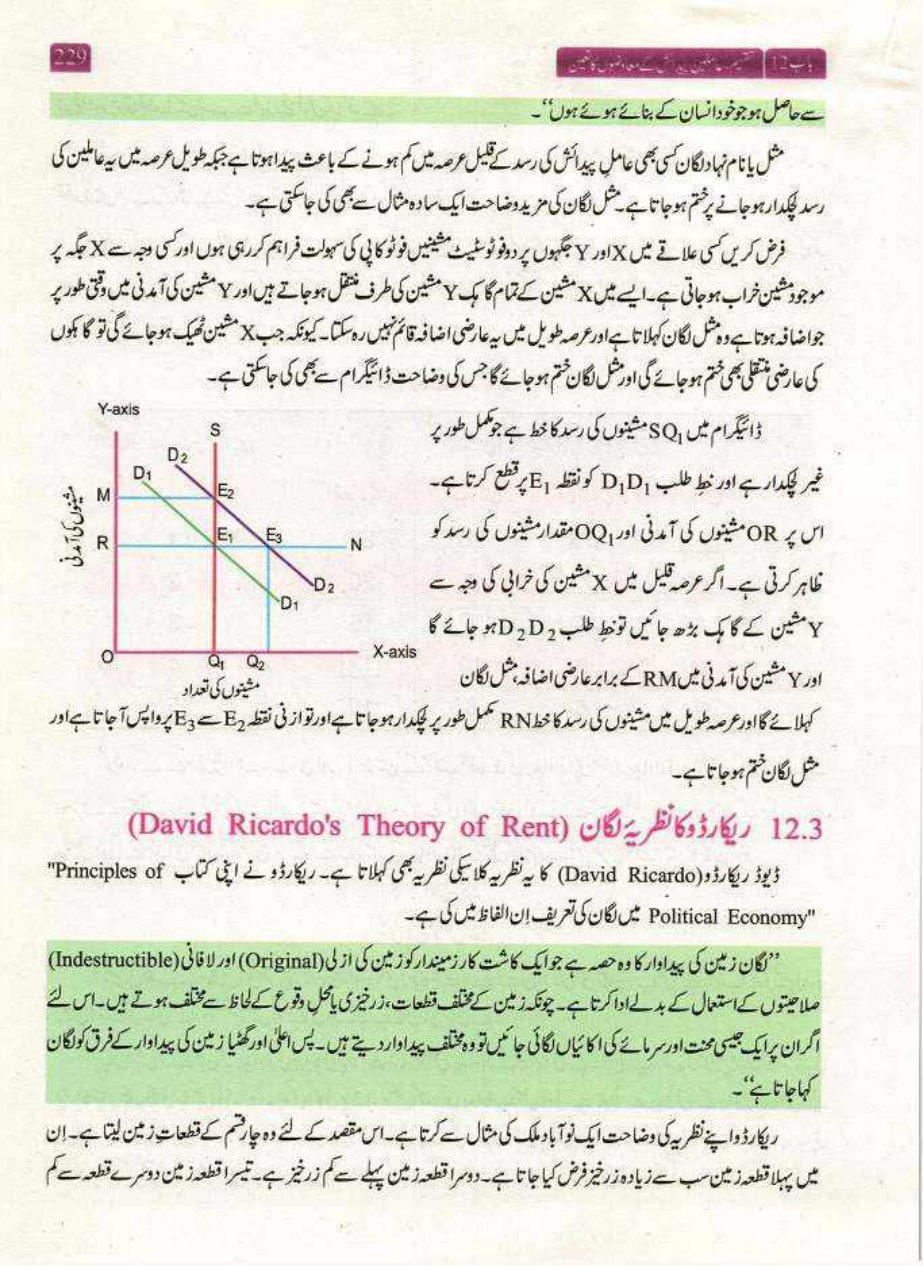 229
باب 12 تقسیم۔ عاملین پیدائش کے معاوضوں کا تعین
سے حاصل ہو جو خود انسان کے بنائے ہوئے ہوں‘‘۔
مثل یا نام نہاد لگان کسی بھی عامل پیدائش کی رسد کے قلیل عرصہ میں کم ہونے کے باعث پیدا ہوتا ہے جبکہ طویل عرصہ میں یہ عاملین کی
رسد لچکدار ہو جانے پر ختم ہو جاتا ہے۔ مثل لگان کی مزید وضاحت ایک سادہ مثال سے بھی کی جا سکتی ہے۔
فرض کریں کسی علاقے میں X اور Y جگہوں پر دو فوٹو سٹیٹ مشینیں فوٹو کاپی کی سہولت فراہم کر رہی ہوں اور کسی وجہ سے X جگہ پر
موجود مشین خراب ہو جاتی ہے۔ ایسے میں X مشین کے تمام گاہک Y مشین کی طرف منتقل ہو جاتے ہیں اور Y مشین کی آمدنی میں وقتی طور پر
جو اضافہ ہوتا ہے وہ مثل لگان کہلاتا ہے اور عرصہ طویل میں یہ عارضی اضافہ قائم نہیں رہ سکتا۔ کیونکہ جب X مشین ٹھیک ہو جائے گی تو گاہکوں
کی عارضی منتقلی بھی ختم ہو جائے گی اور مثل لگان ختم ہو جائے گا جس کی وضاحت ڈائیگرام سے بھی کی جا سکتی ہے۔
ڈائیگرام میں SQ₁ مشینوں کی رسد کا خط ہے جو مکمل طور پر
غیر لچکدار ہے اور خطِ طلب D₁D₁ کو نقطہ E₁ پر قطع کرتا ہے۔
اس پر OR مشینوں کی آمدنی اور OQ₁ مقدار مشینوں کی رسد کو
ظاہر کرتی ہے۔ اگر عرصہ قلیل میں X مشین کی خرابی کی وجہ سے
Y مشین کے گاہک بڑھ جائیں تو خطِ طلب D₂D₂ ہو جائے گا
اور Y مشین کی آمدنی میں RM کے برابر عارضی اضافہ، مثل لگان
Y-axis
S
D₂
D₁
M
E₂
R
E₁
E₃
N
D₂
D₁
O
Q₁
Q₂
X-axis
مشینوں کی آمدنی
مشینوں کی تعداد
کہلائے گا اور عرصہ طویل میں مشینوں کی رسد کا خط RN مکمل طور پر لچکدار ہو جاتا ہے اور توازنی نقطہ E₂ سے E₃ پر واپس آ جاتا ہے اور
مثل لگان ختم ہو جاتا ہے۔
12.3 ریکارڈو کا نظریۂ لگان (David Ricardo's Theory of Rent)
ڈیوڈ ریکارڈو (David Ricardo) کا یہ نظریہ کلاسیکی نظریہ بھی کہلاتا ہے۔ ریکارڈو نے اپنی کتاب "Principles of
Political Economy" میں لگان کی تعریف اِن الفاظ میں کی ہے۔
’’لگان زمین کی پیداوار کا وہ حصہ ہے جو ایک کاشت کار زمیندار کو زمین کی ازلی (Original) اور لافانی (Indestructible)
صلاحیتوں کے استعمال کے بدلے ادا کرتا ہے۔ چونکہ زمین کے مختلف قطعات، زرخیزی یا محلِ وقوع کے لحاظ سے مختلف ہوتے ہیں۔ اس لئے
اگر ان پر ایک جیسی محنت اور سرمائے کی اکائیاں لگائی جائیں تو وہ مختلف پیداوار دیتے ہیں۔ پس اعلیٰ اور گھٹیا زمین کی پیداوار کے فرق کو لگان
کہا جاتا ہے‘‘۔
ریکارڈو اپنے نظریہ کی وضاحت ایک نوآباد ملک کی مثال سے کرتا ہے۔ اس مقصد کے لئے وہ چار قسم کے قطعاتِ زمین لیتا ہے۔ اِن
میں پہلا قطعہ زمین سب سے زیادہ زرخیز فرض کیا جاتا ہے۔ دوسرا قطعہ زمین پہلے سے کم زرخیز ہے۔ تیسرا قطعہ زمین دوسرے قطعہ سے کم